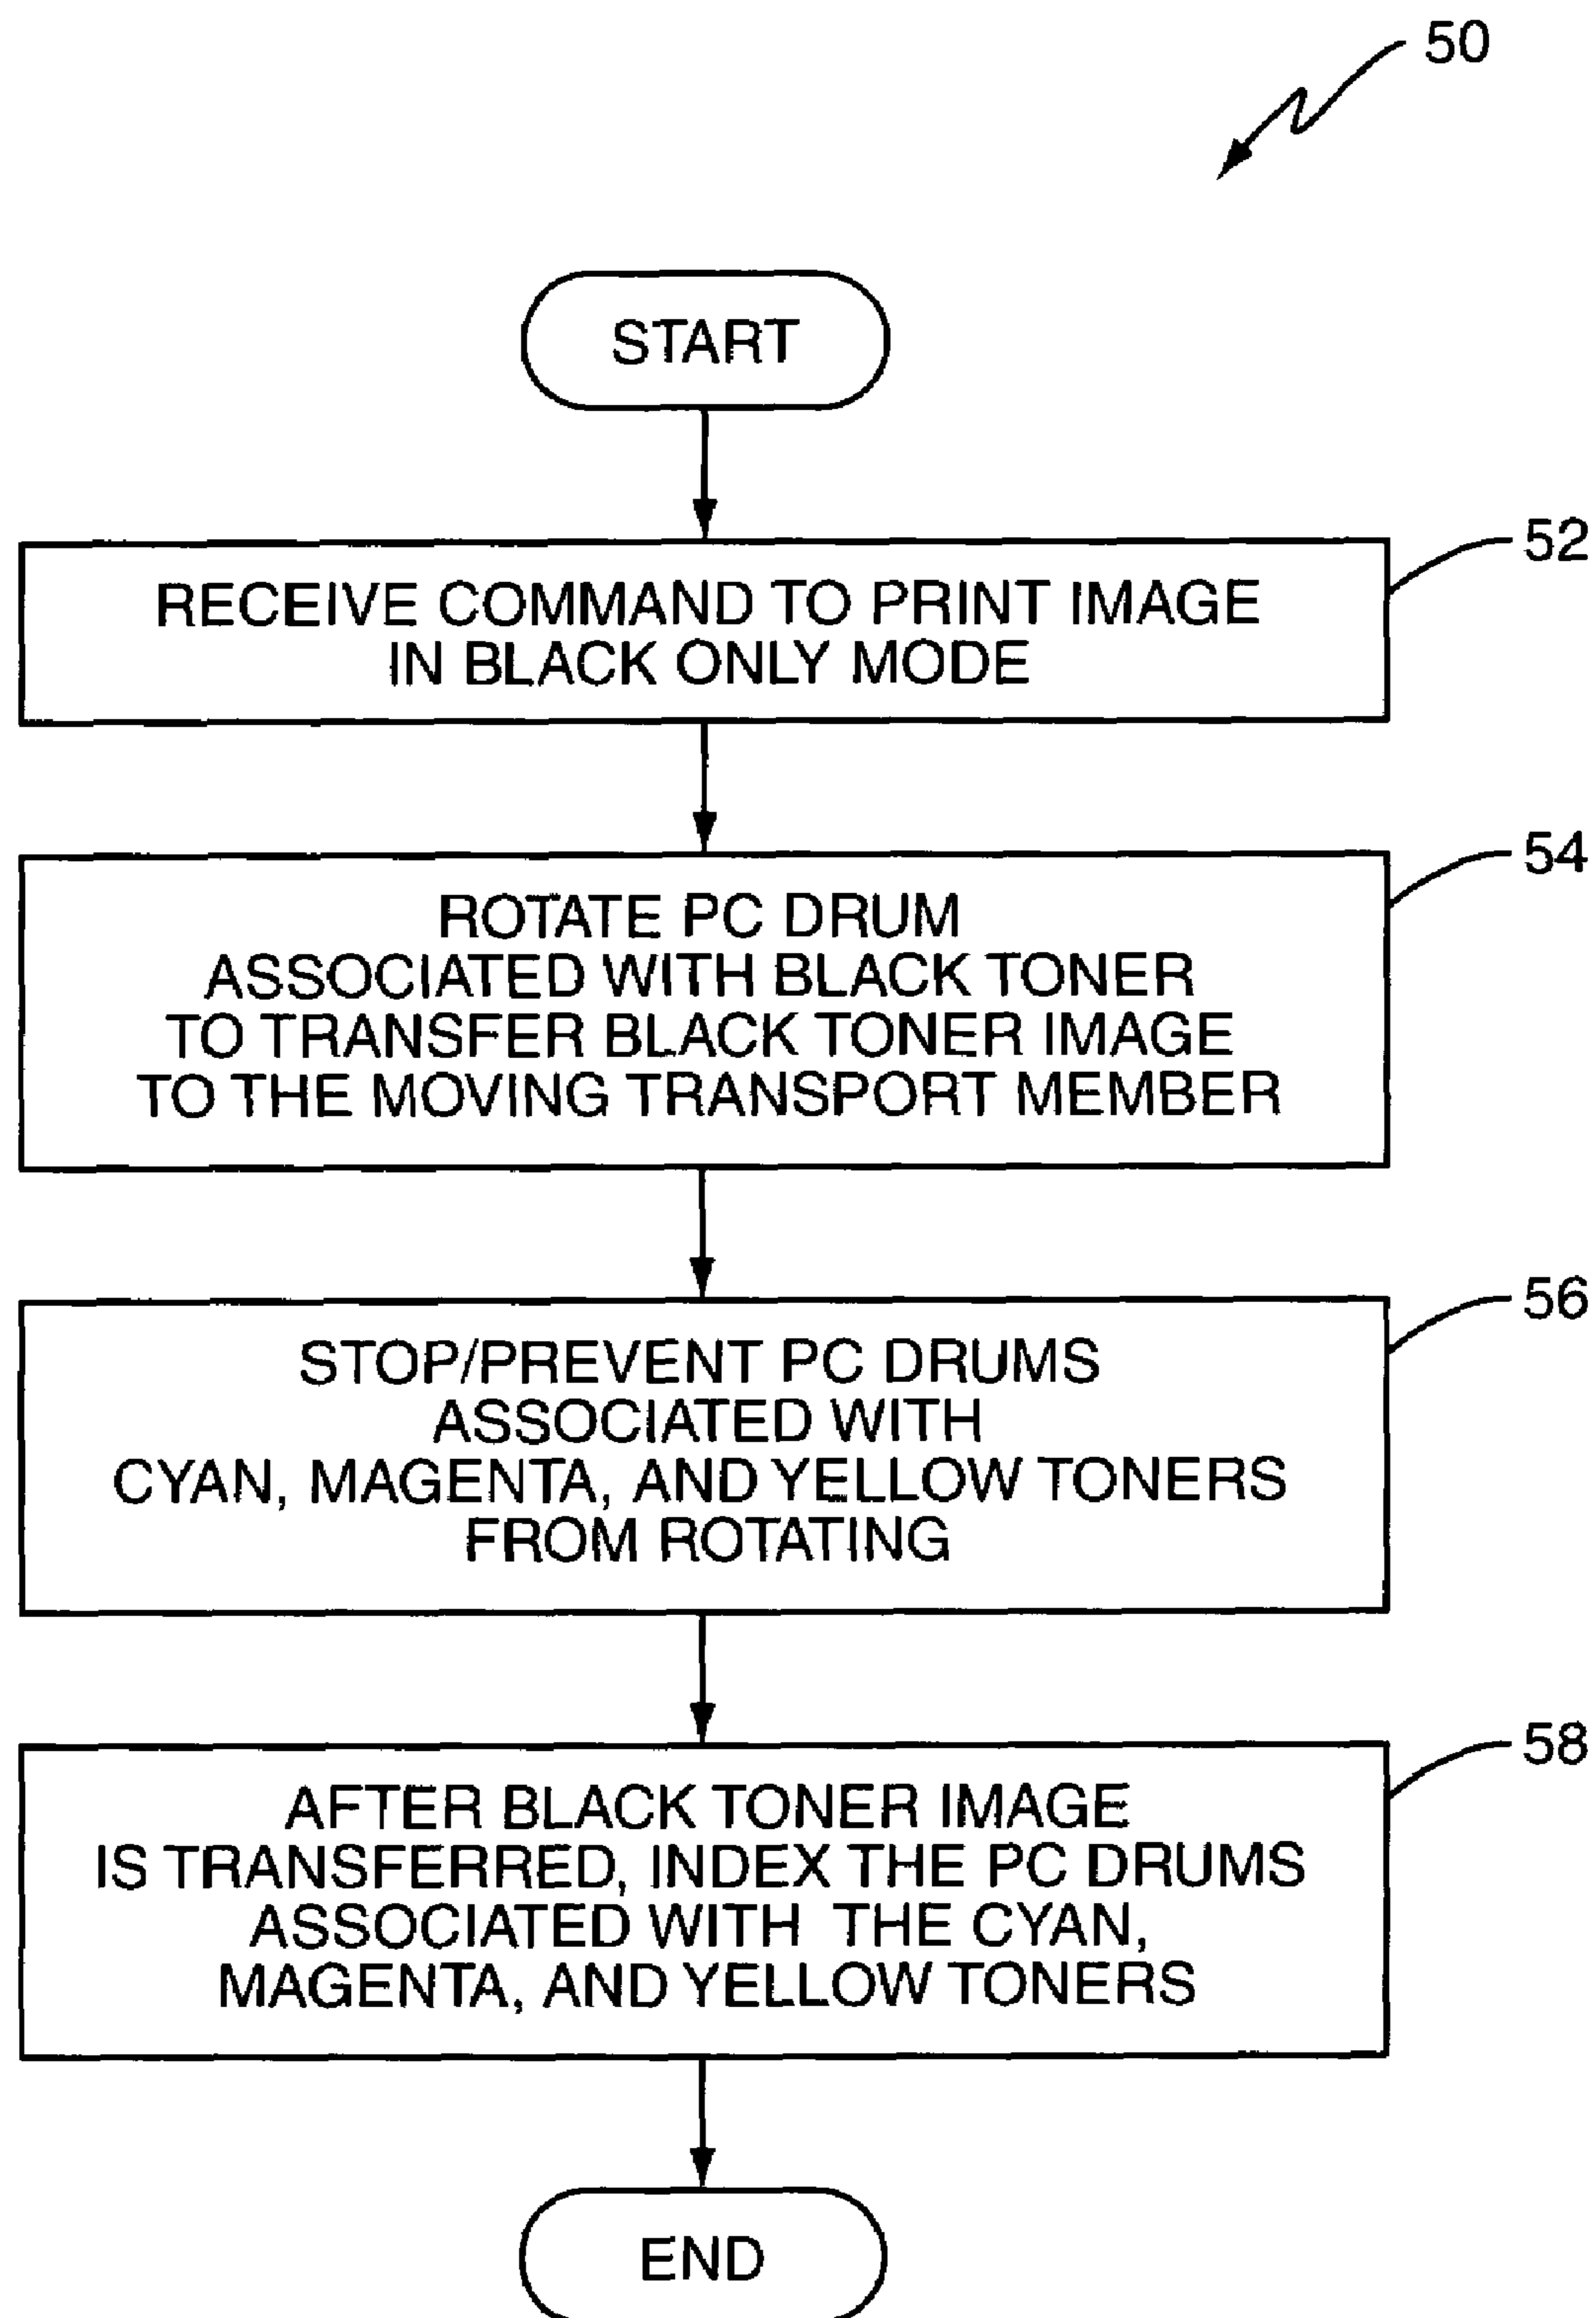 50
START
52
RECEIVE COMMAND TO PRINT IMAGE
IN BLACK ONLY MODE
54
ROTATE PC DRUM
ASSOCIATED WITH BLACK TONER
TO TRANSFER BLACK TONER IMAGE
TO THE MOVING TRANSPORT MEMBER
56
STOP/PREVENT PC DRUMS
ASSOCIATED WITH
CYAN, MAGENTA, AND YELLOW TONERS
FROM ROTATING
58
AFTER BLACK TONER IMAGE
IS TRANSFERRED, INDEX THE PC DRUMS
ASSOCIATED WITH THE CYAN,
MAGENTA, AND YELLOW TONERS
END